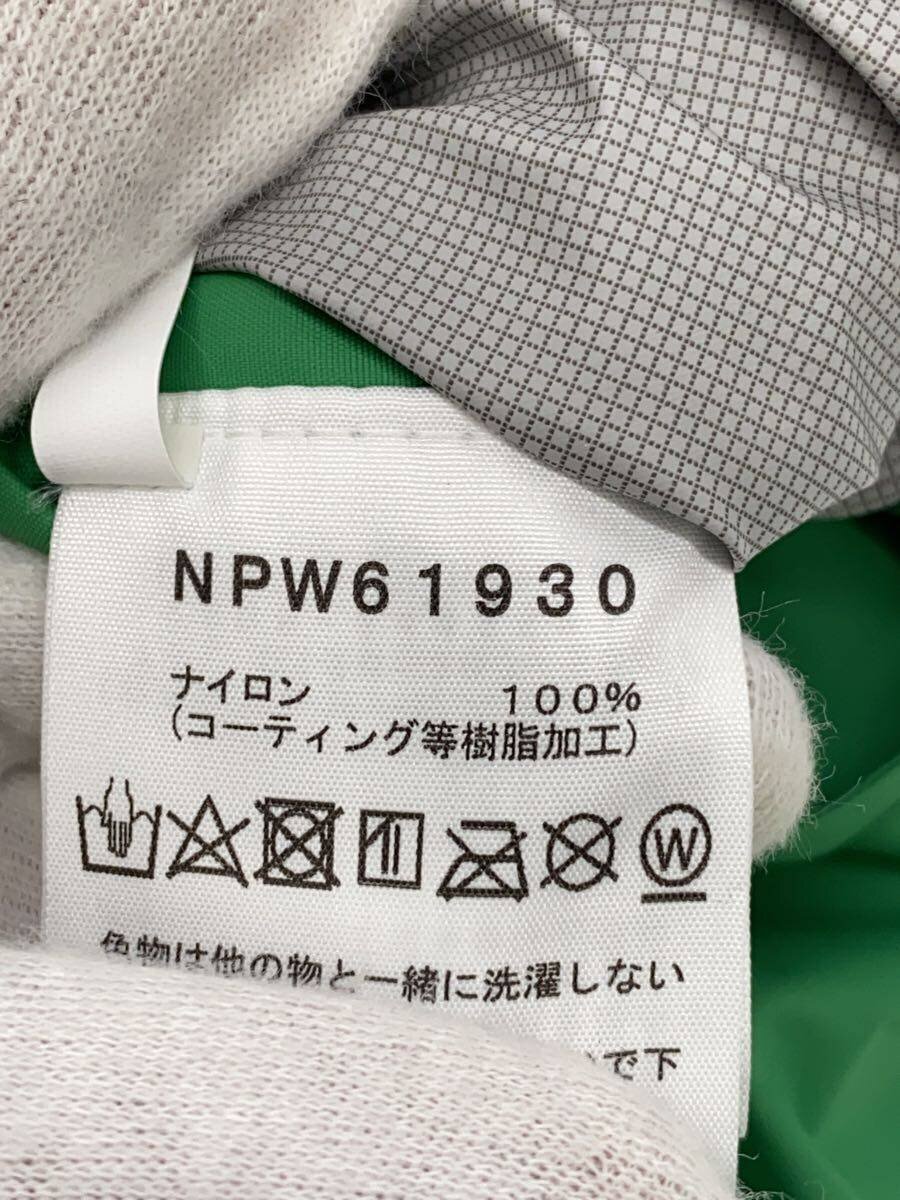 NPW61930
ナイロン 100%
(コーティング等樹脂加工)
W
色物は他の物と一緒に洗濯しない
で下